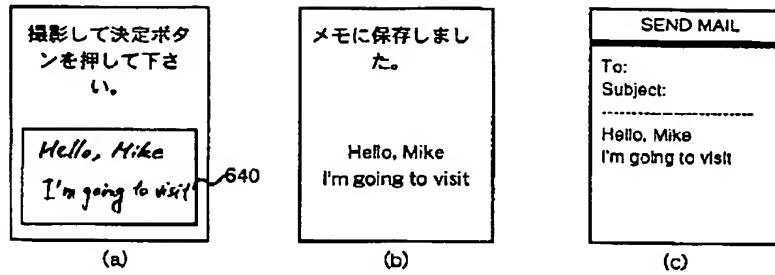 撮影して決定ボタ
ンを押して下さ
い。
Hello, Mike
I'm going to visit
640
(a)
メモに保存しまし
た。
Hello, Mike
I'm going to visit
(b)
SEND MAIL
To:
Subject:
--------------------------
Hello, Mike
I'm going to visit
(c)